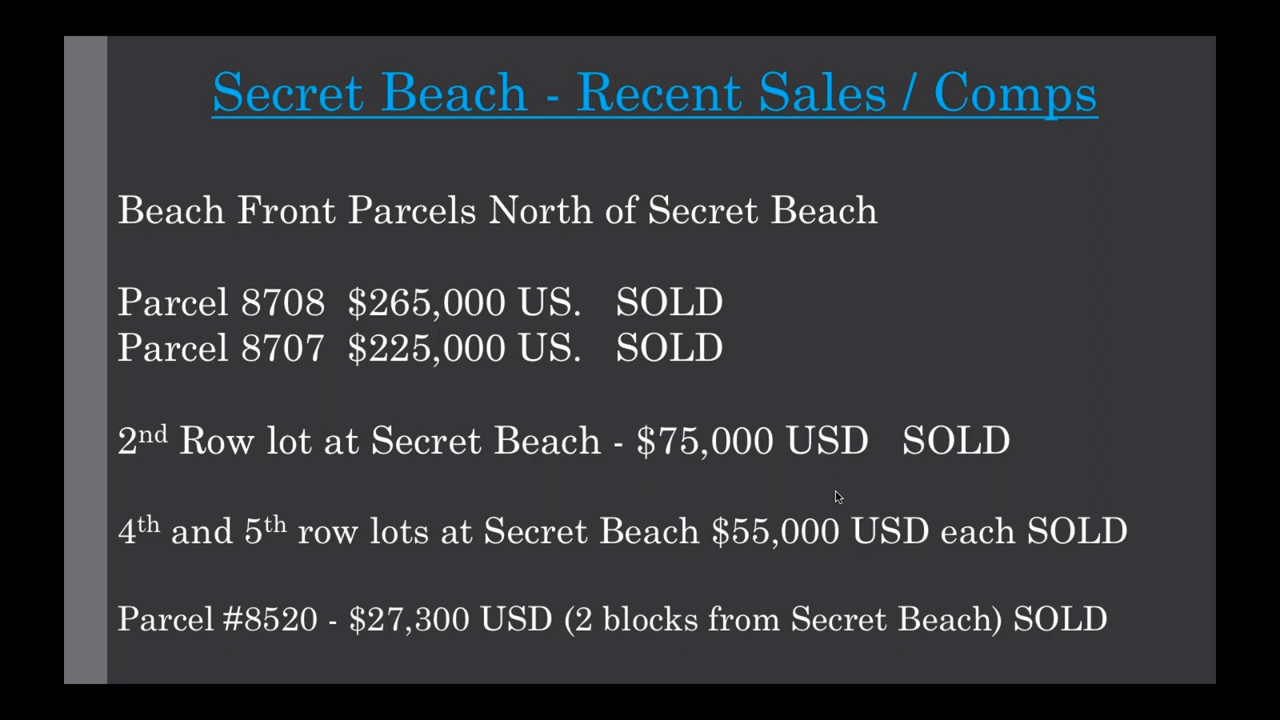 Secret Beach - Recent Sales / Comps
Beach Front Parcels North of Secret Beach
Parcel 8708 $265,000 US. SOLD
Parcel 8707 $225,000 US. SOLD
2nd Row lot at Secret Beach - $75,000 USD SOLD
4th and 5th row lots at Secret Beach $55,000 USD each SOLD
Parcel #8520 - $27,300 USD (2 blocks from Secret Beach) SOLD